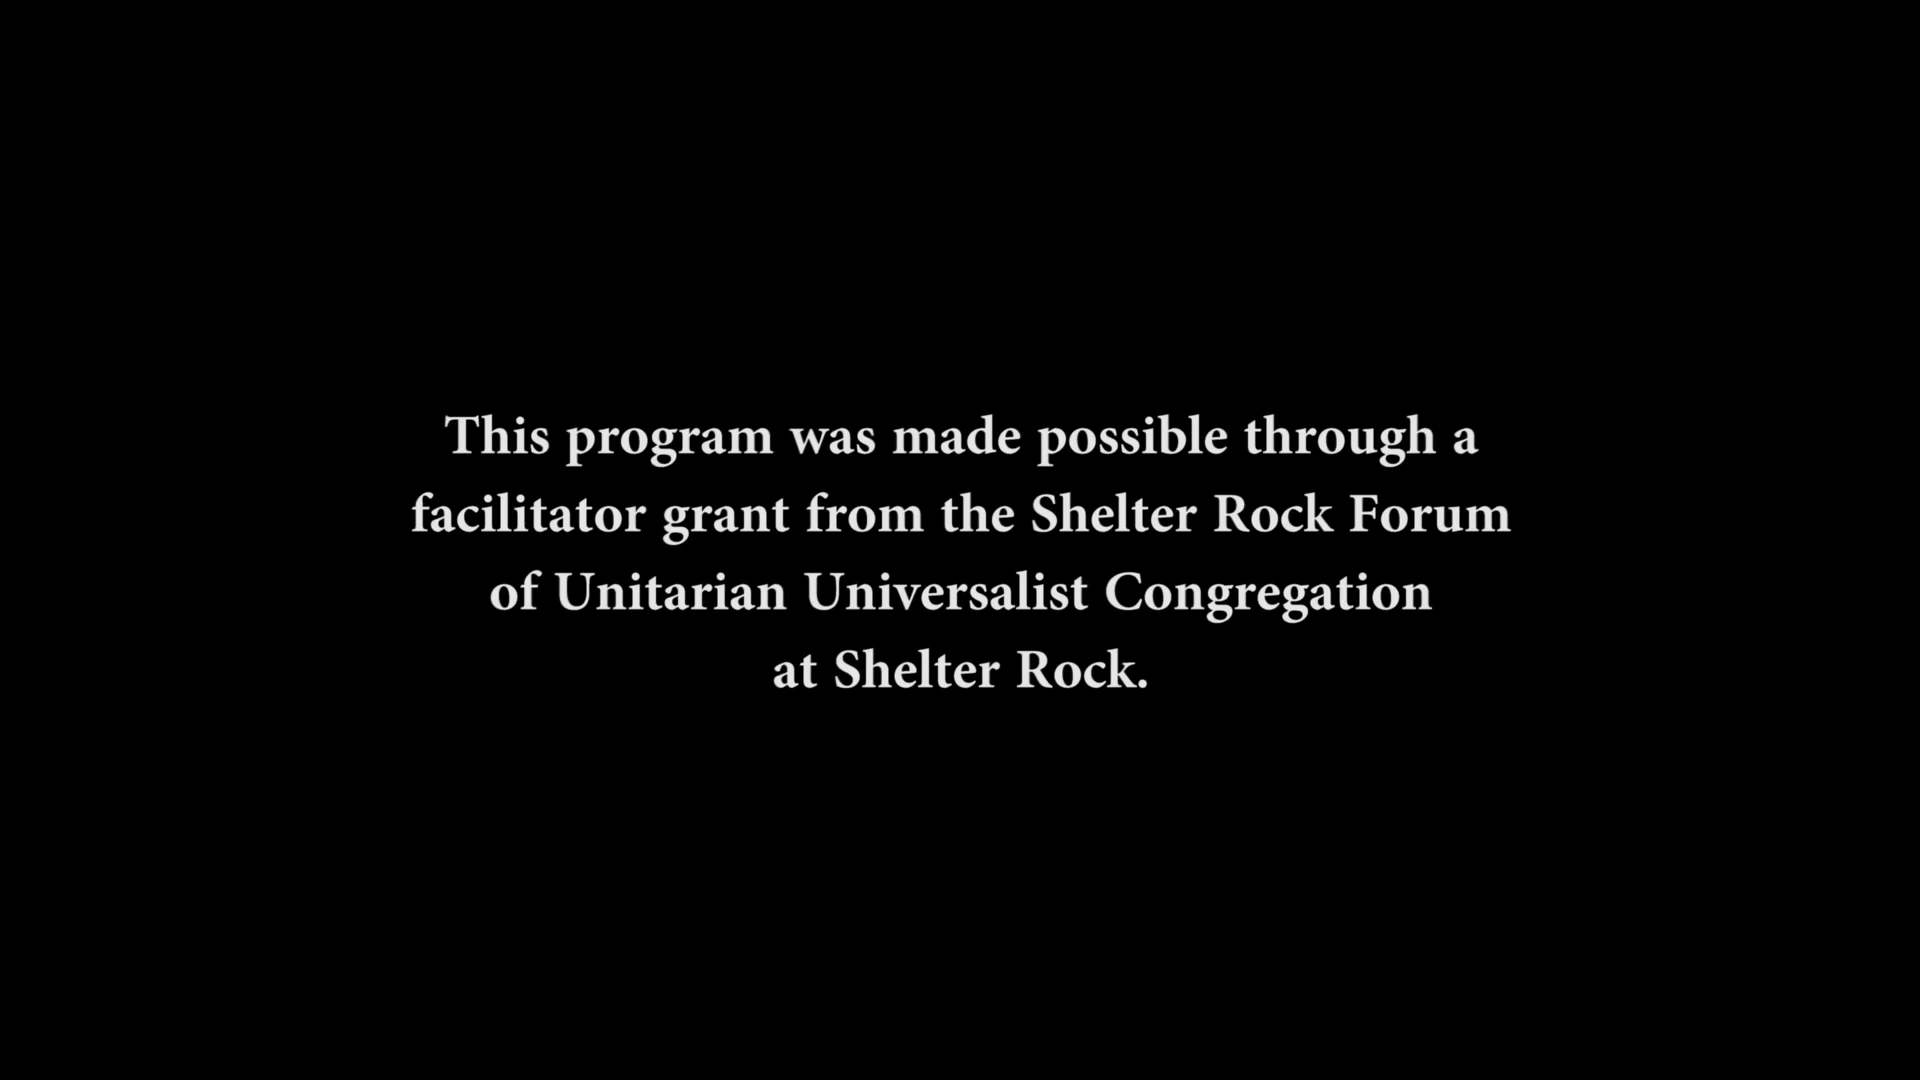 This program was made possible through a
facilitator grant from the Shelter Rock Forum
of Unitarian Universalist Congregation
at Shelter Rock.